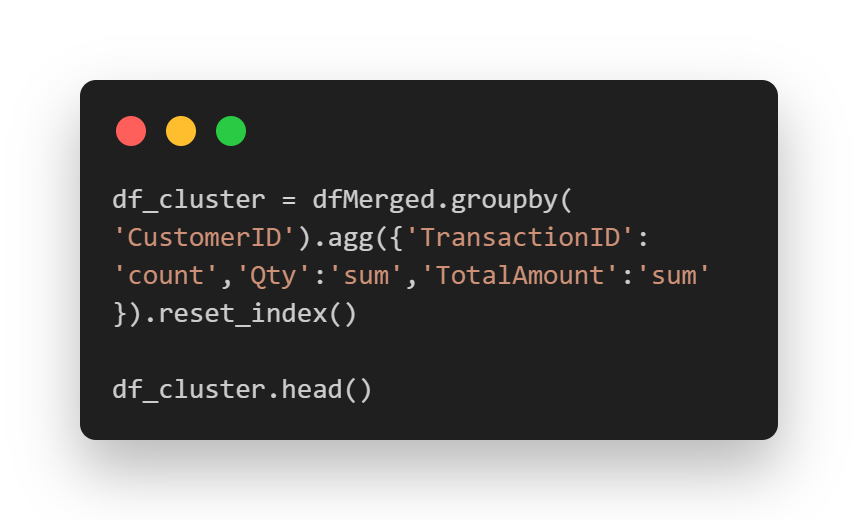 df_cluster = dfMerged.groupby(
'CustomerID').agg({'TransactionID':
'count','Qty':'sum','TotalAmount':'sum'
}).reset_index()
df_cluster.head()